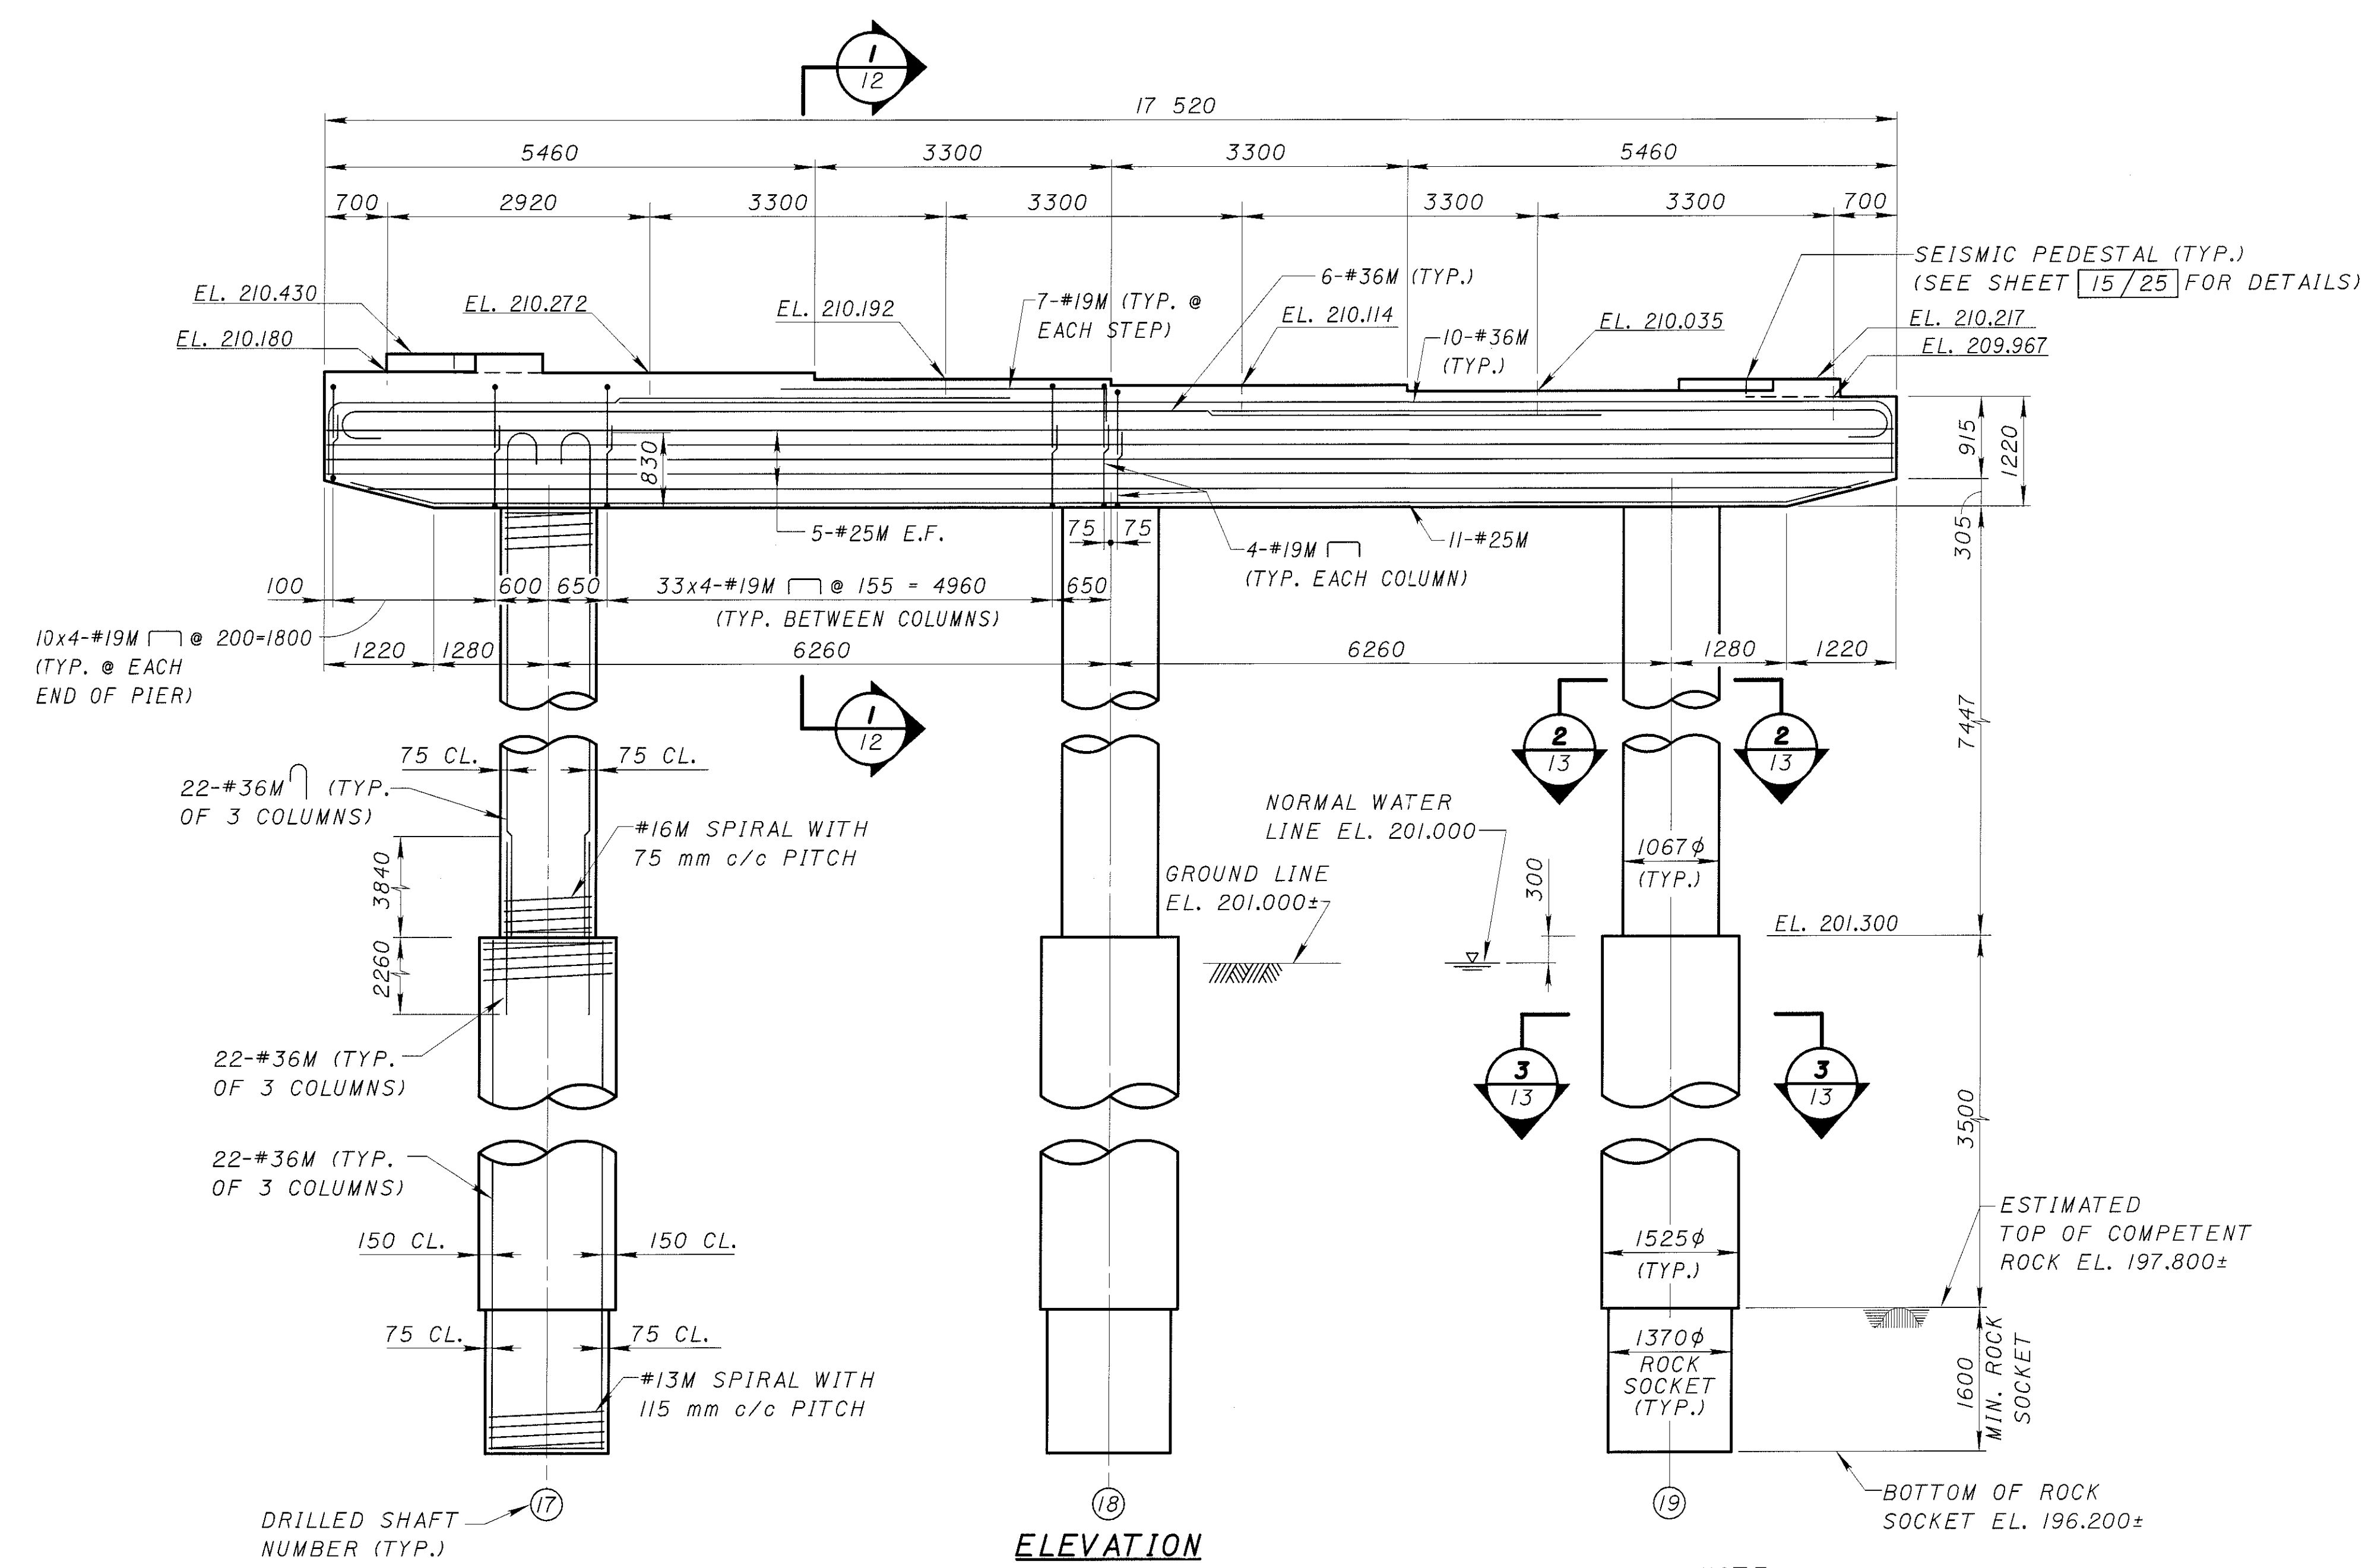 1
12
17 520
5460
3300
3300
5460
700
2920
3300
3300
3300
3300
700
SEISMIC PEDESTAL (TYP.)
(SEE SHEET 15/25 FOR DETAILS)
EL. 210.430
EL. 210.272
EL. 210.192
7-#19M (TYP. @
EACH STEP)
6-#36M (TYP.)
EL. 210.114
10-#36M
(TYP.)
EL. 210.035
EL. 210.217
EL. 209.967
EL. 210.180
830
915
1220
305
5-#25M E.F.
75
75
4-#19M
(TYP. EACH COLUMN)
11-#25M
100
600
650
33x4-#19M @ 155 = 4960
(TYP. BETWEEN COLUMNS)
650
10x4-#19M @ 200=1800
(TYP. @ EACH
END OF PIER)
1220
1280
6260
6260
1280
1220
1
12
2
13
2
13
7447
75 CL.
75 CL.
22-#36M (TYP.
OF 3 COLUMNS)
#16M SPIRAL WITH
75 mm c/c PITCH
3840
2260
NORMAL WATER
LINE EL. 201.000
GROUND LINE
EL. 201.000±
300
1067φ
(TYP.)
EL. 201.300
22-#36M (TYP.
OF 3 COLUMNS)
3
13
3
13
3500
22-#36M (TYP.
OF 3 COLUMNS)
150 CL.
150 CL.
1525φ
(TYP.)
ESTIMATED
TOP OF COMPETENT
ROCK EL. 197.800±
75 CL.
75 CL.
#13M SPIRAL WITH
115 mm c/c PITCH
1370φ
ROCK
SOCKET
(TYP.)
1600
MIN. ROCK
SOCKET
BOTTOM OF ROCK
SOCKET EL. 196.200±
DRILLED SHAFT
NUMBER (TYP.)
17
18
19
ELEVATION